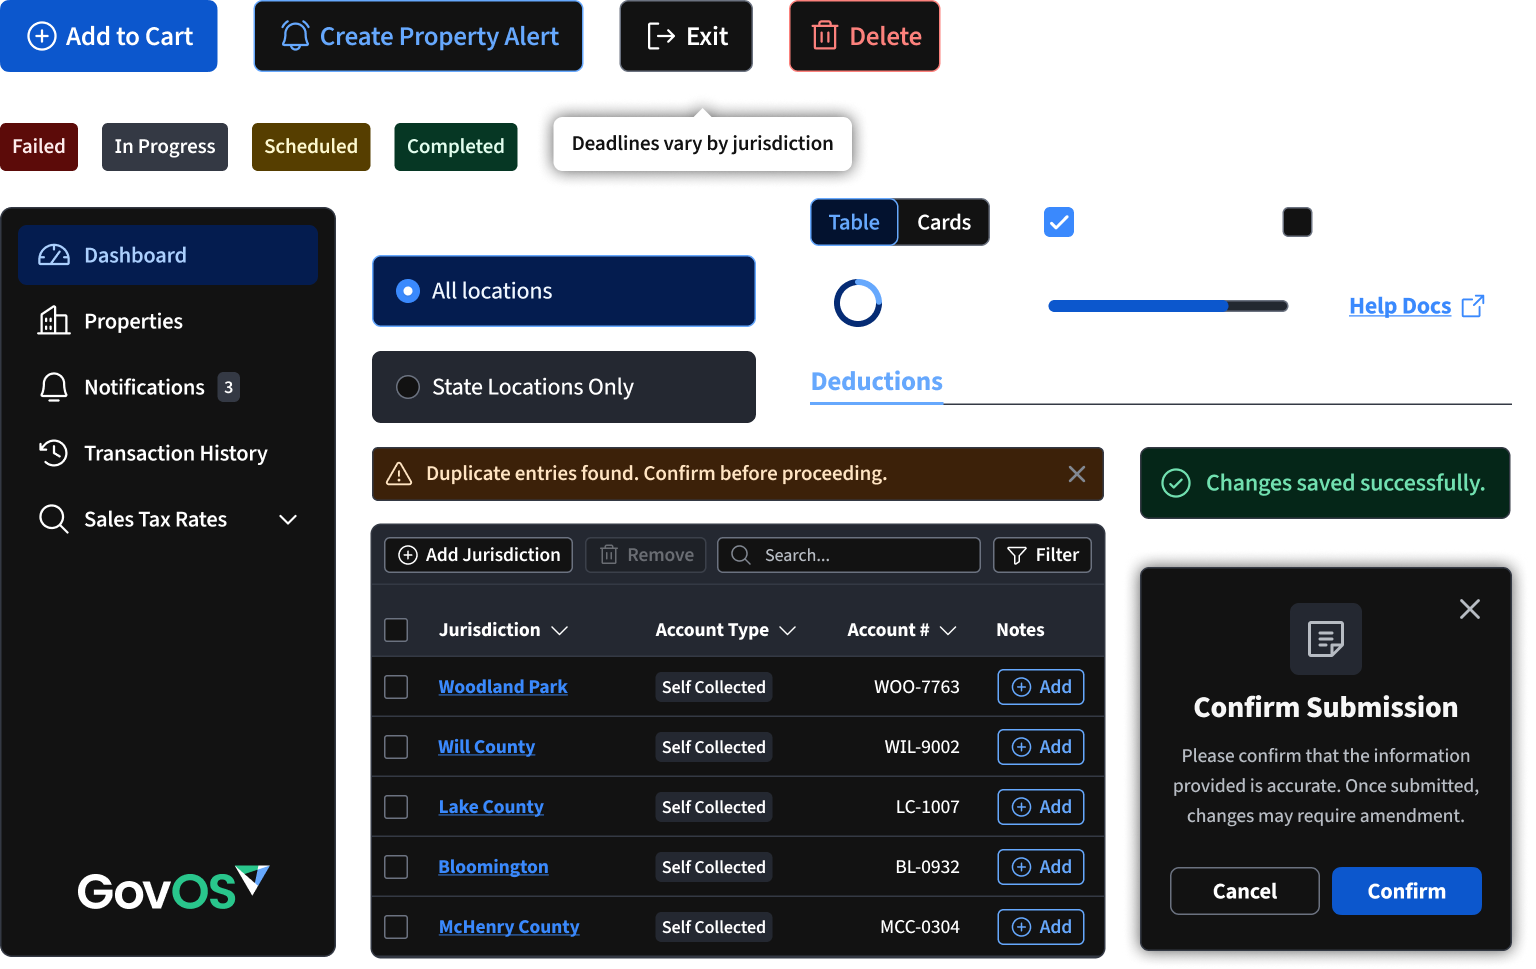 Add to Cart
Create Property Alert
Exit
Delete
Failed
In Progress
Scheduled
Completed
Deadlines vary by jurisdiction
Dashboard
Properties
Notifications 3
Transaction History
Sales Tax Rates
GovOS
All locations
State Locations Only
Table
Cards
Help Docs
Deductions
Duplicate entries found. Confirm before proceeding.
Changes saved successfully.
Add Jurisdiction
Remove
Search...
Filter
Jurisdiction Account Type Account # Notes
Woodland Park Self Collected WOO-7763 Add
Will County Self Collected WIL-9002 Add
Lake County Self Collected LC-1007 Add
Bloomington Self Collected BL-0932 Add
McHenry County Self Collected MCC-0304 Add
Confirm Submission
Please confirm that the information
provided is accurate. Once submitted,
changes may require amendment.
Cancel
Confirm